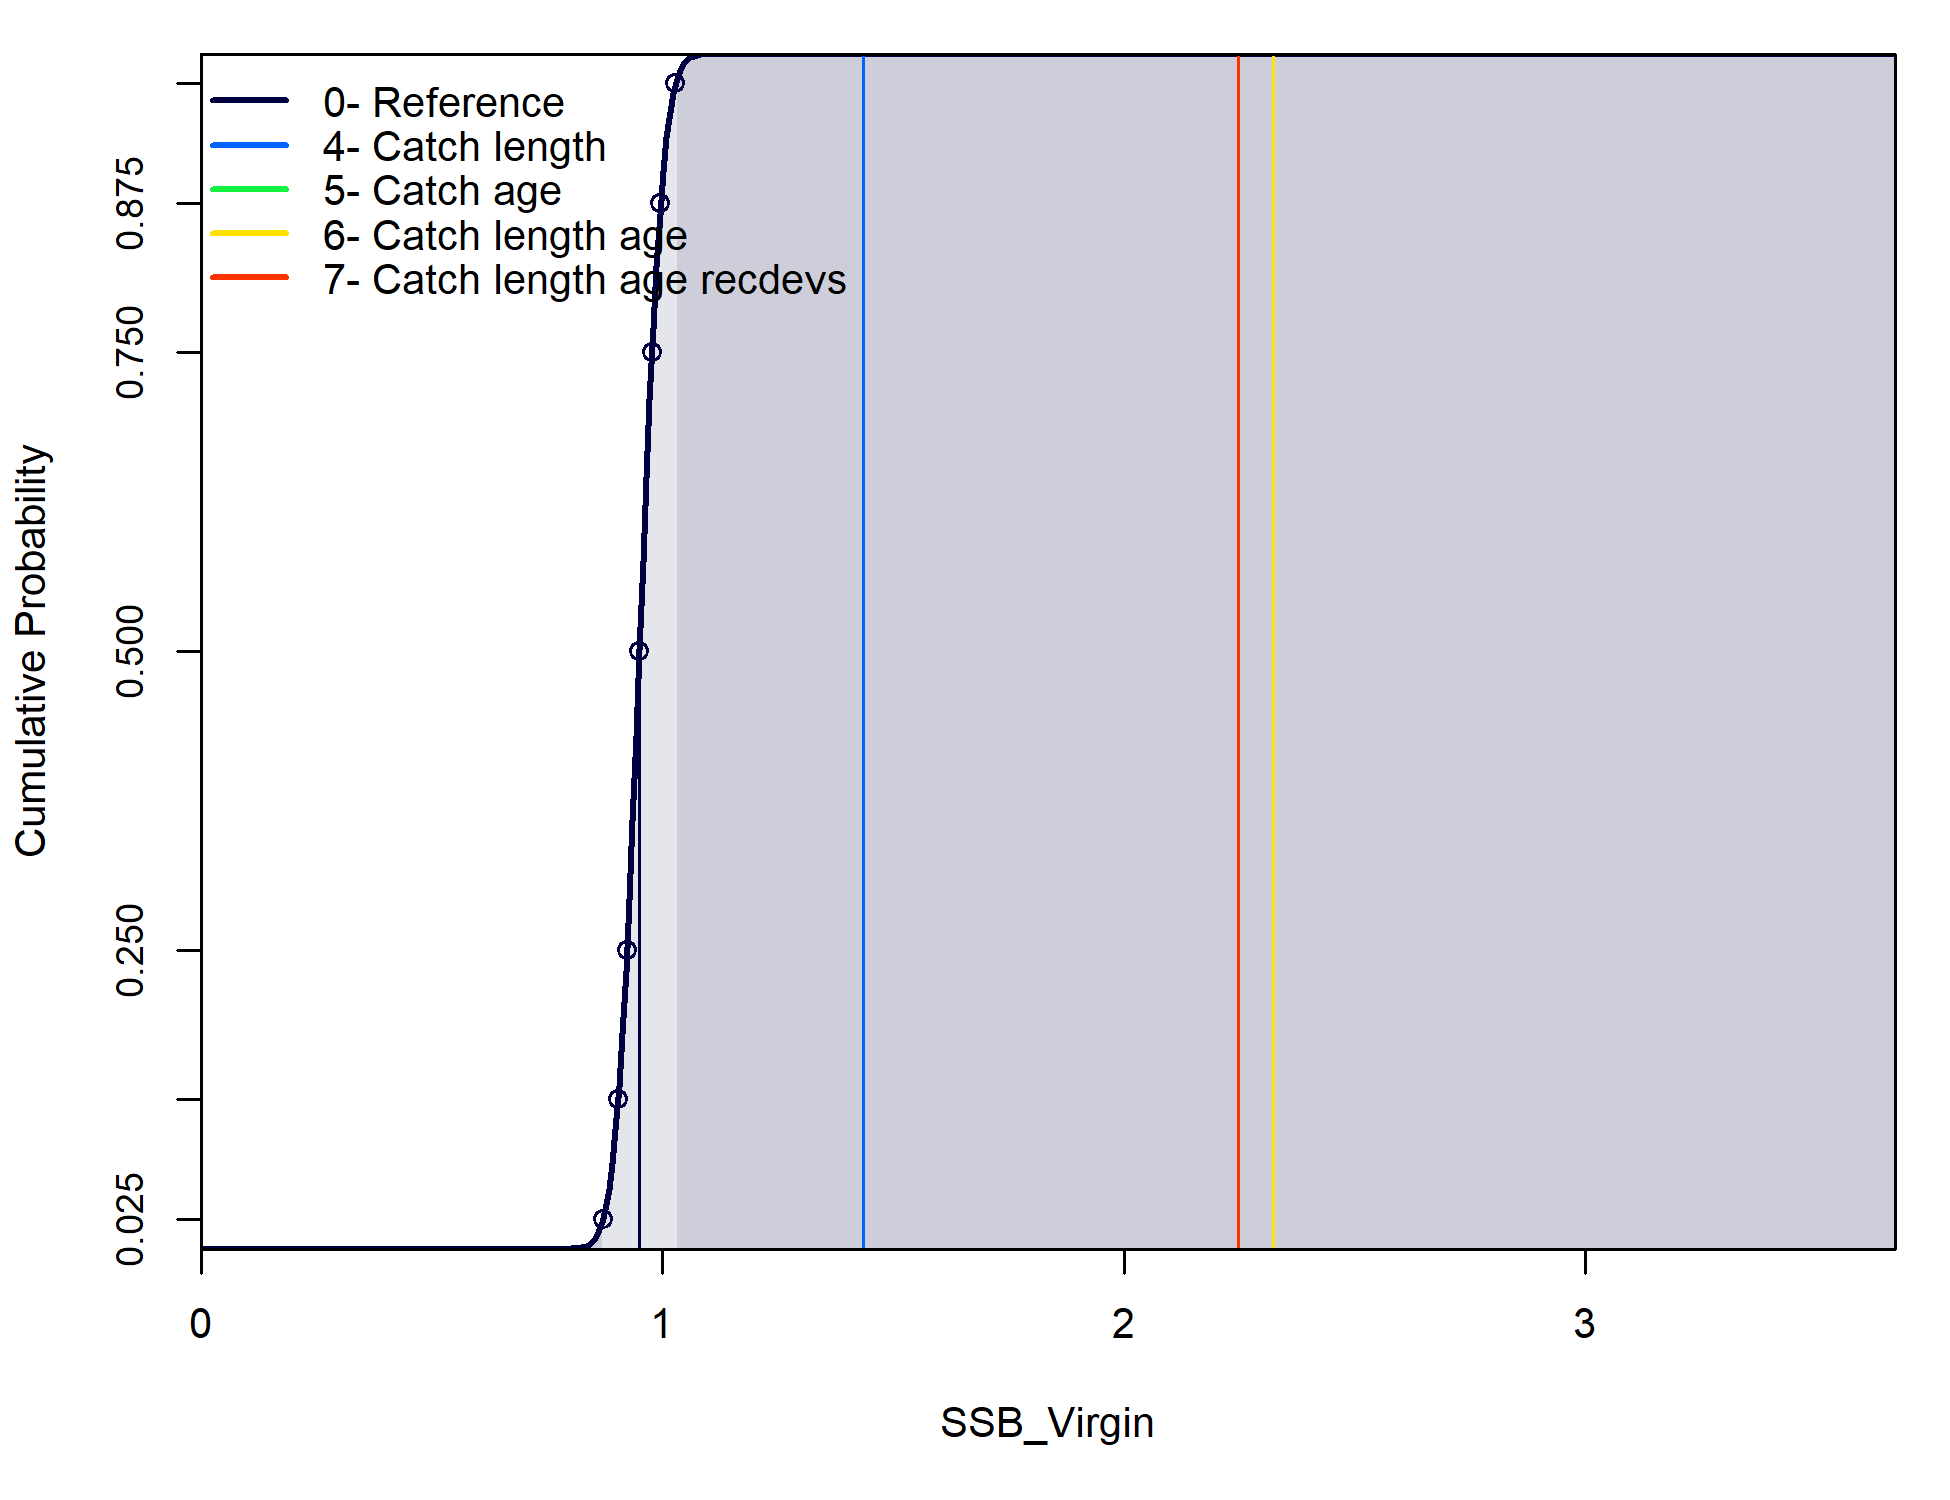 0- Reference
4- Catch length
5- Catch age
6- Catch length age
7- Catch length age recdevs
Cumulative Probability
0.875
0.750
0.500
0.250
0.025
0 1 2 3
SSB_Virgin